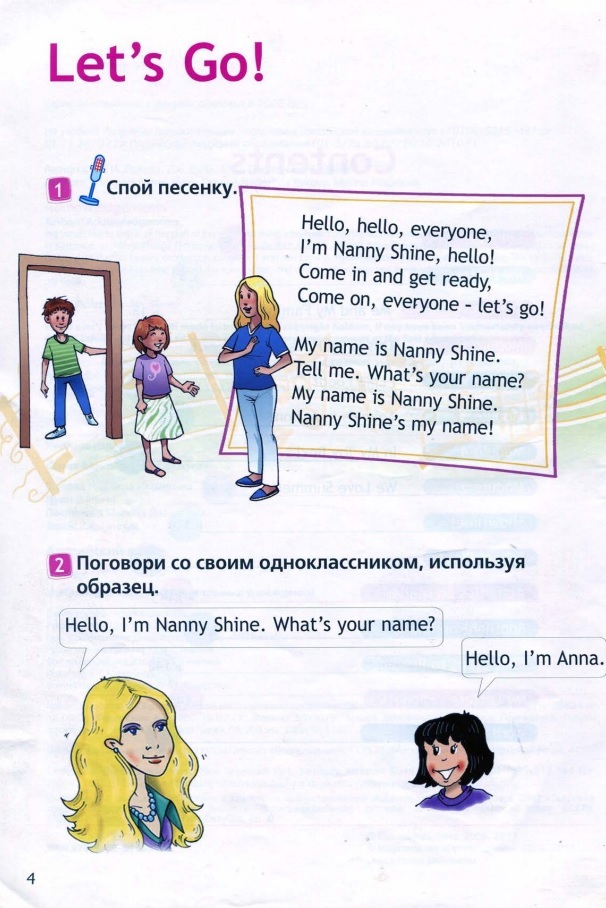 Let's Go!
1 Спой песенку.
Hello, hello, everyone,
I'm Nanny Shine, hello!
Come in and get ready,
Come on, everyone - let's go!
My name is Nanny Shine.
Tell me. What's your name?
My name is Nanny Shine.
Nanny Shine's my name!
2 Поговори со своим одноклассником, используя
образец.
Hello, I'm Nanny Shine. What's your name?
Hello, I'm Anna.
4